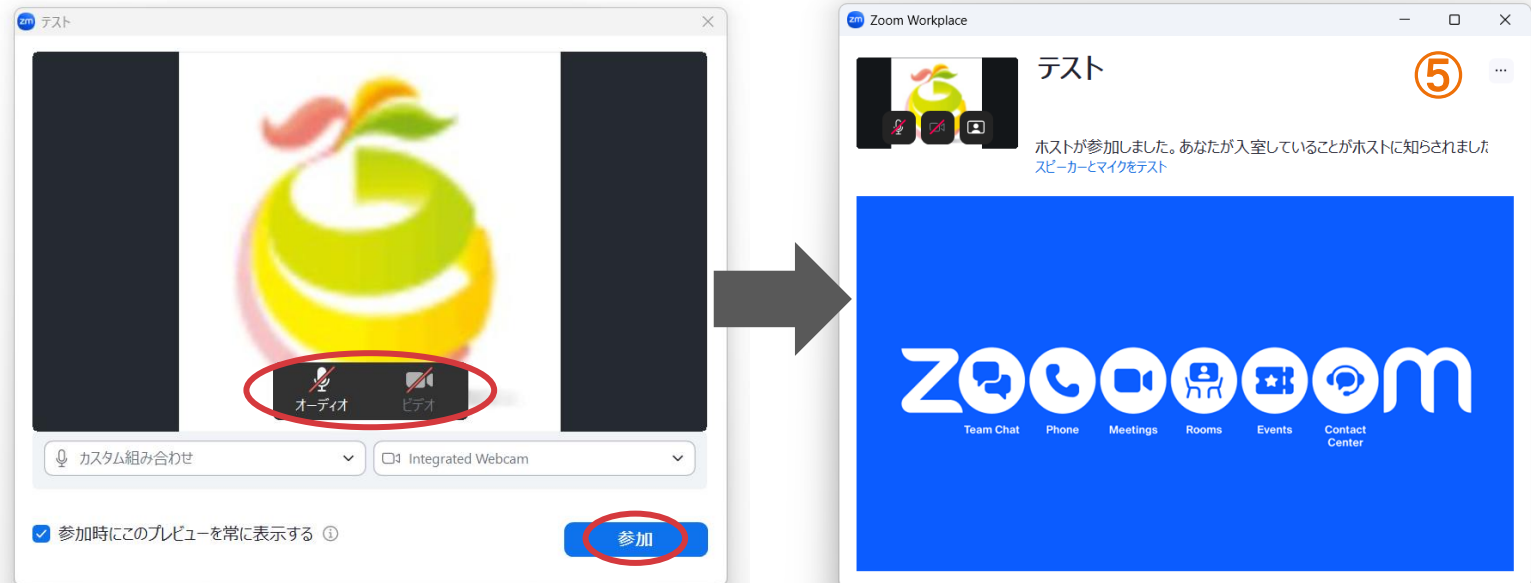 zm テスト
オーディオ ビデオ
カスタム組み合わせ
Integrated Webcam
参加時にこのプレビューを常に表示する
参加
zm Zoom Workplace
テスト
⑤
ホストが参加しました。あなたが入室していることがホストに知らされました
スピーカーとマイクをテスト
ZOOOOOOM
Team Chat Phone Meetings Rooms Events Contact
Center